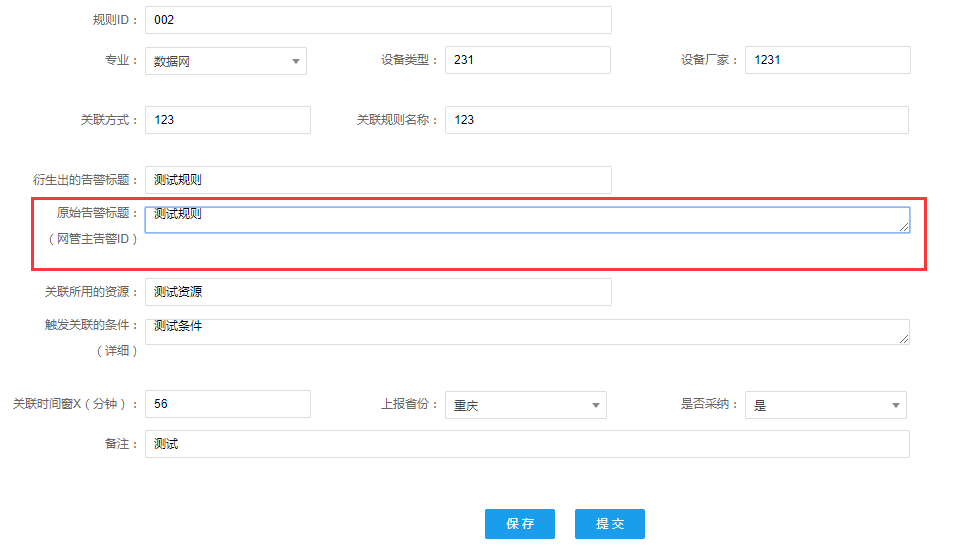 规则ID： 002
专业： 数据网 设备类型： 231 设备厂家： 1231
关联方式： 123 关联规则名称： 123
衍生出的告警标题： 测试规则
原始告警标题： 测试规则
（网管主告警ID）
关联所用的资源： 测试资源
触发关联的条件： 测试条件
（详细）
关联时间窗X（分钟）： 56 上报省份： 重庆 是否采纳： 是
备注： 测试
保存 提交